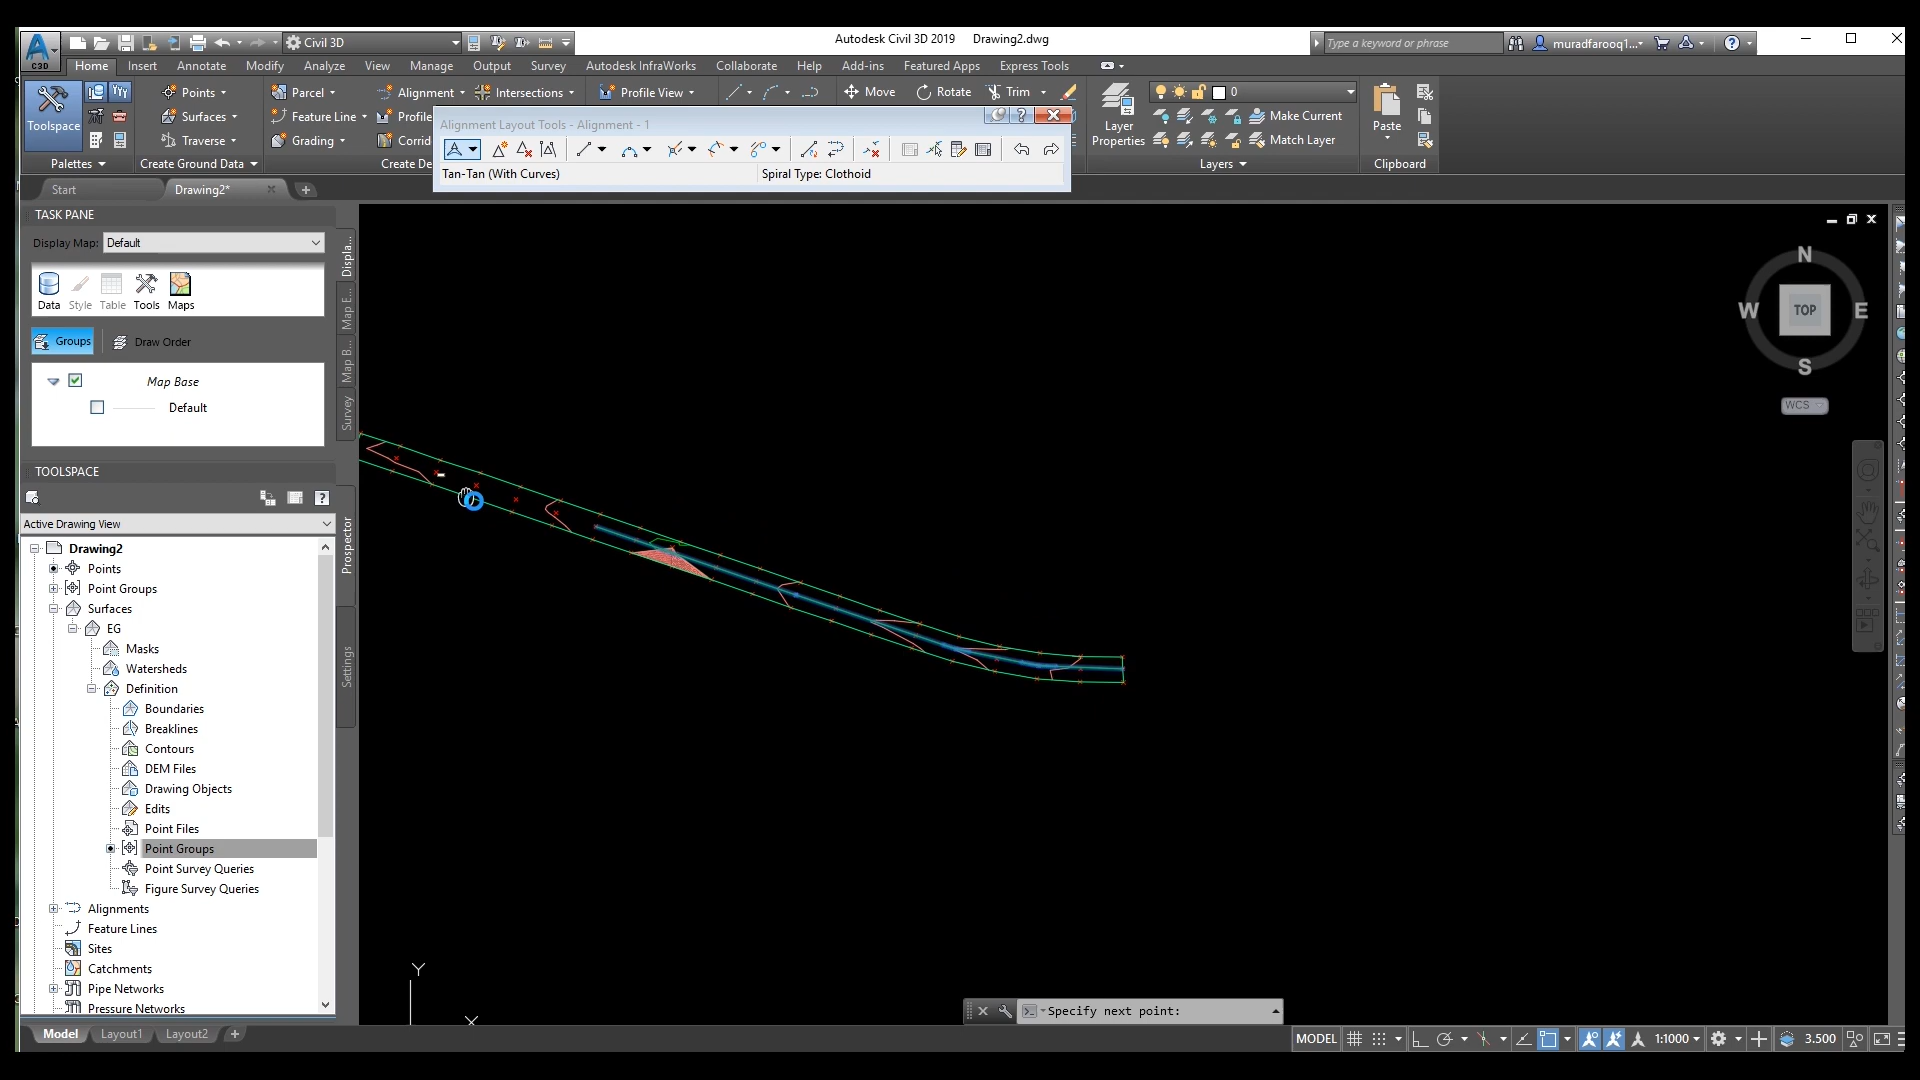 Civil 3D
Autodesk Civil 3D 2019 Drawing2.dwg
Type a keyword or phrase
muradfarooq1...
C3D
Home Insert Annotate Modify Analyze View Manage Output Survey Autodesk InfraWorks Collaborate Help Add-ins Featured Apps Express Tools
Toolspace
Points
Surfaces
Traverse
Parcel
Feature Line
Grading
Alignment
Profile
Corrid
Intersections
Profile View
Move
Rotate
Trim
Layer
Properties
0
Make Current
Match Layer
Paste
Palettes
Create Ground Data
Create De
Layers
Clipboard
Alignment Layout Tools - Alignment - 1
Tan-Tan (With Curves)
Spiral Type: Clothoid
Start
Drawing2*
TASK PANE
Display Map: Default
Data Style Table Tools Maps
Groups
Draw Order
Map Base
Default
Displa...
Map E...
Map B...
Survey
TOOLSPACE
Active Drawing View
Drawing2
Points
Point Groups
Surfaces
EG
Masks
Watersheds
Definition
Boundaries
Breaklines
Contours
DEM Files
Drawing Objects
Edits
Point Files
Point Groups
Point Survey Queries
Figure Survey Queries
Alignments
Feature Lines
Sites
Catchments
Pipe Networks
Pressure Networks
Prospector
Settings
N
W TOP E
S
WCS
Y
X
Specify next point:
Model Layout1 Layout2
MODEL
1:1000
3.500